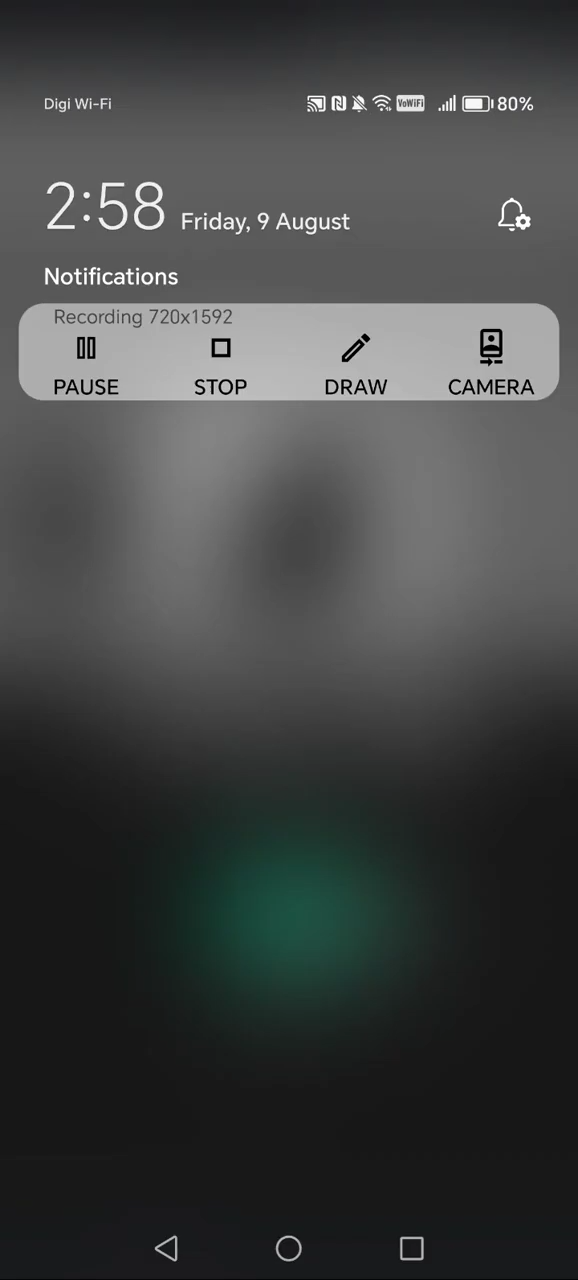 Digi Wi-Fi VoWiFi 80%
2:58 Friday, 9 August
Notifications
Recording 720x1592
PAUSE STOP DRAW CAMERA